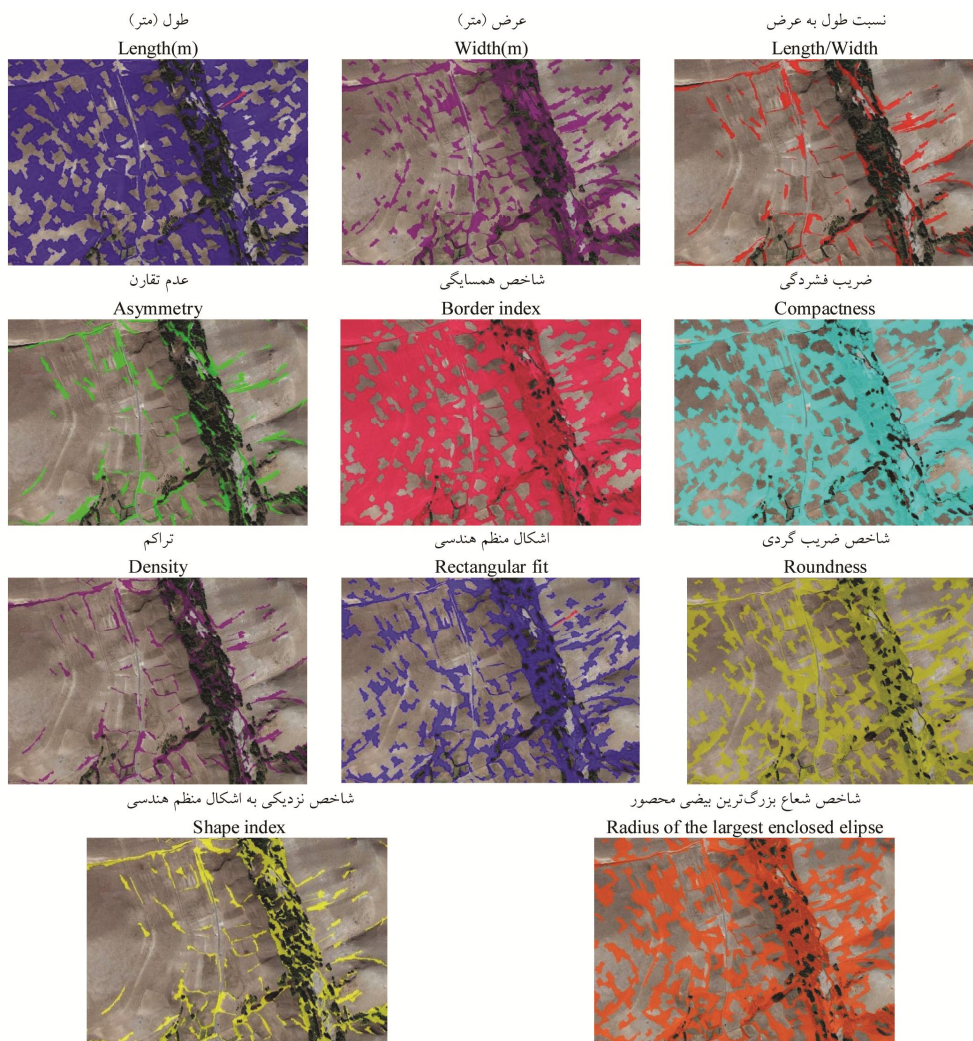 طول (متر)
Length(m)
عرض (متر)
Width(m)
نسبت طول به عرض
Length/Width
عدم تقارن
Asymmetry
شاخص همسایگی
Border index
ضریب فشردگی
Compactness
تراکم
Density
اشکال منظم هندسی
Rectangular fit
شاخص ضریب گردی
Roundness
شاخص نزدیکی به اشکال منظم هندسی
Shape index
شاخص شعاع بزرگ‌ترین بیضی محصور
Radius of the largest enclosed elipse